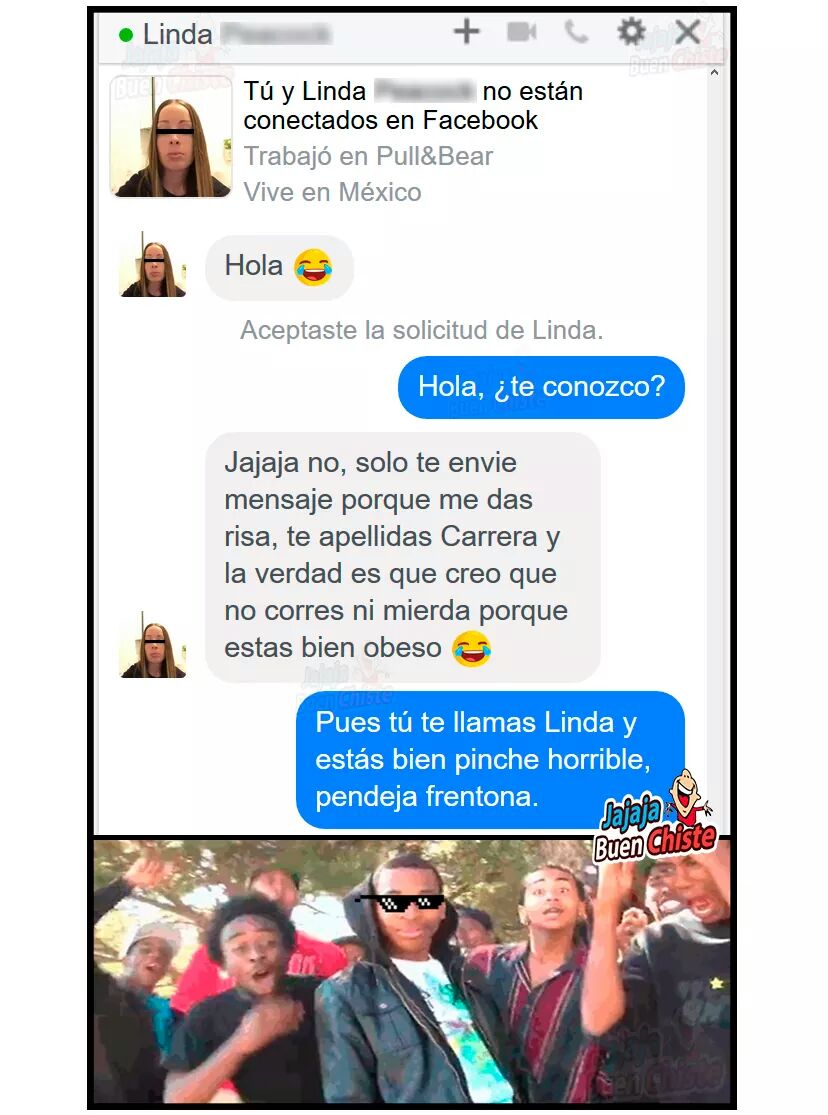 Linda
Tú y Linda no están
conectados en Facebook
Trabajó en Pull&Bear
Vive en México
Hola 😂
Aceptaste la solicitud de Linda.
Hola, ¿te conozco?
Jajaja no, solo te envie
mensaje porque me das
risa, te apellidas Carrera y
la verdad es que creo que
no corres ni mierda porque
estas bien obeso 😂
Pues tú te llamas Linda y
estás bien pinche horrible,
pendeja frentona.
Jajaja
Buen Chiste